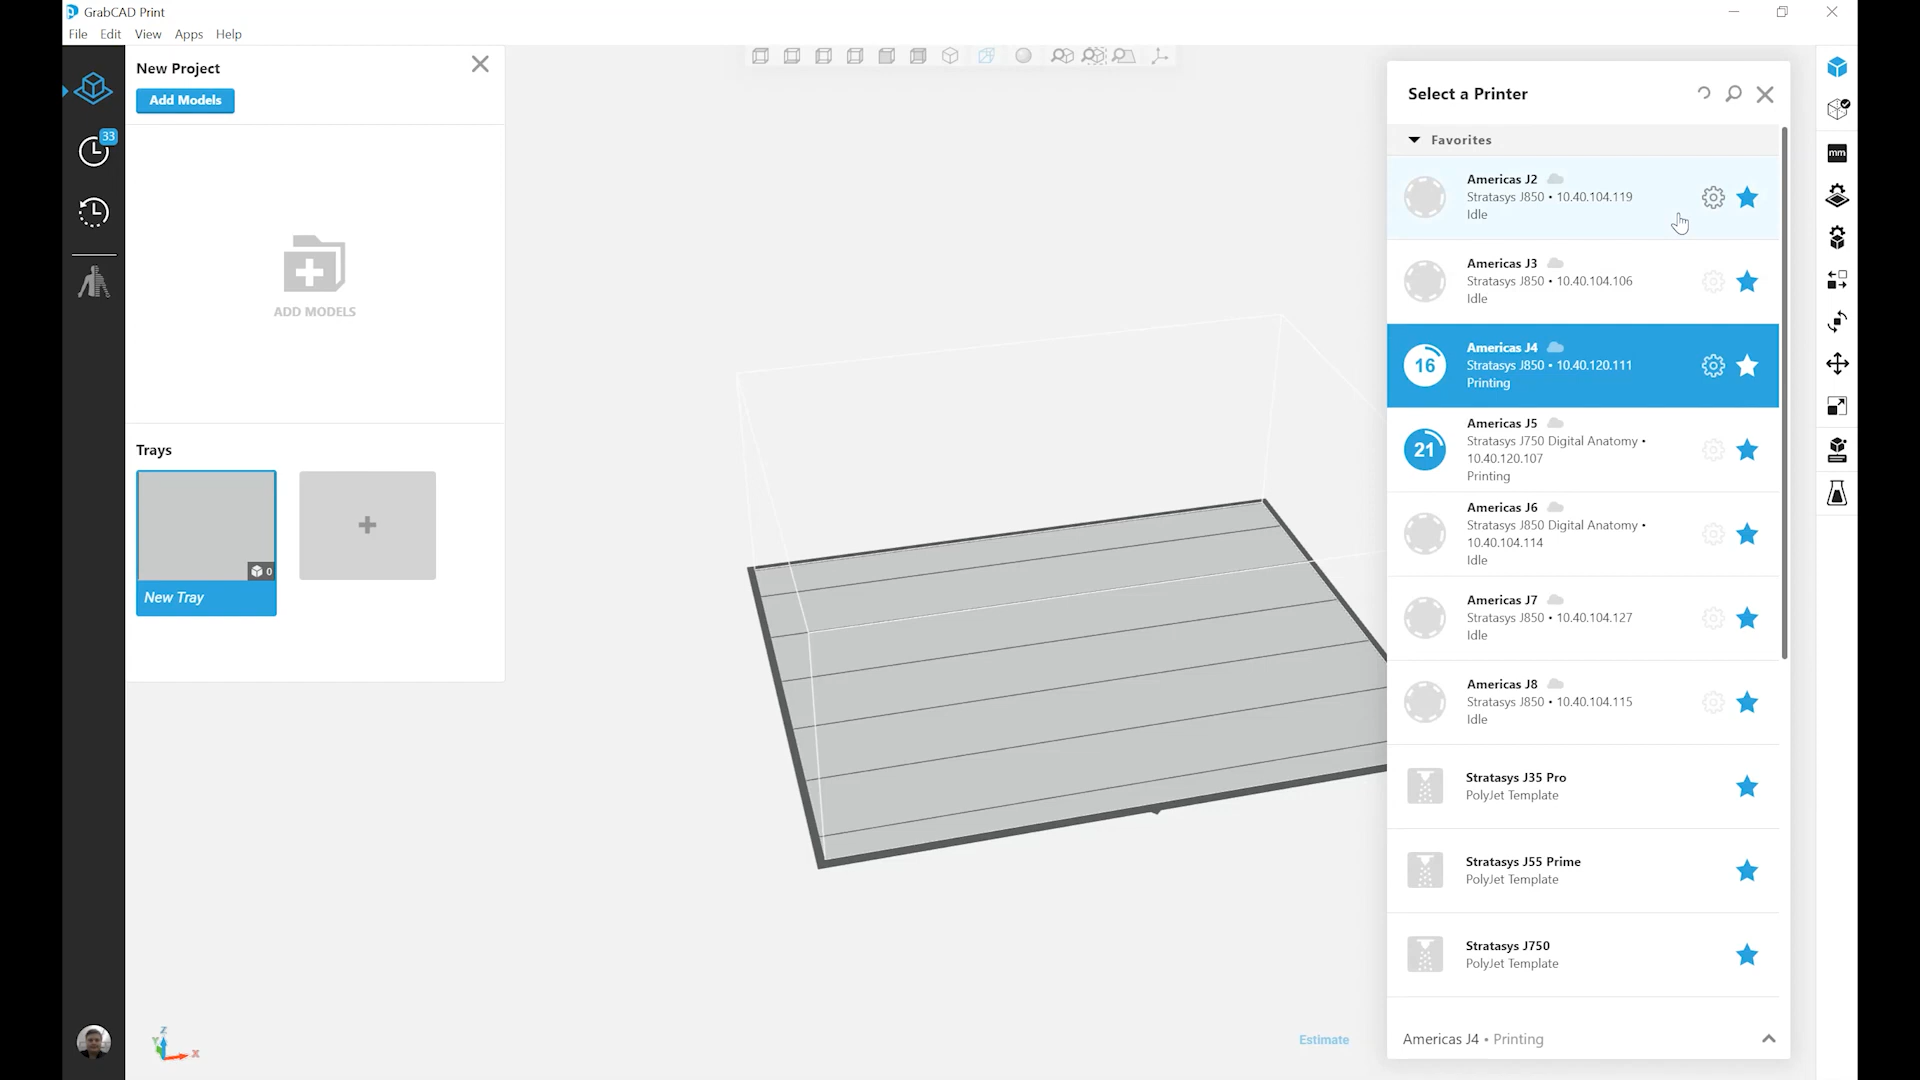 GrabCAD Print
File Edit View Apps Help
New Project
Add Models
33
ADD MODELS
Trays
0
New Tray
Z
Y
X
Estimate
Select a Printer
Favorites
Americas J2
Stratasys J850 • 10.40.104.119
Idle
Americas J3
Stratasys J850 • 10.40.104.106
Idle
16
Americas J4
Stratasys J850 • 10.40.120.111
Printing
21
Americas J5
Stratasys J750 Digital Anatomy •
10.40.120.107
Printing
Americas J6
Stratasys J850 Digital Anatomy •
10.40.104.114
Idle
Americas J7
Stratasys J850 • 10.40.104.127
Idle
Americas J8
Stratasys J850 • 10.40.104.115
Idle
Stratasys J35 Pro
PolyJet Template
Stratasys J55 Prime
PolyJet Template
Stratasys J750
PolyJet Template
Americas J4 • Printing
mm